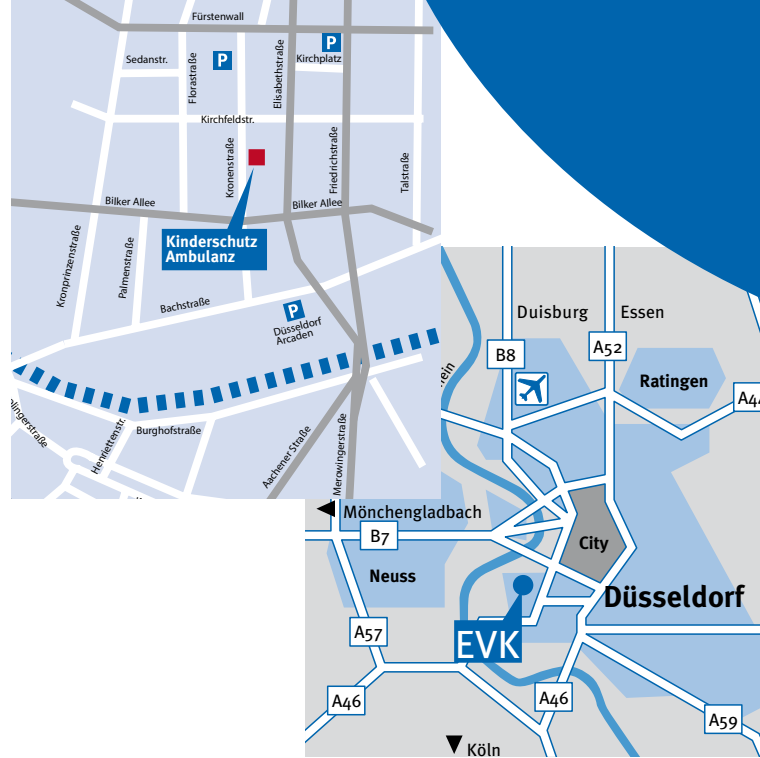 Fürstenwall
P
P
Sedanstr.
Kirchplatz
Florastraße
Elisabethstraße
Kirchfeldstr.
Kronenstraße
Friedrichstraße
Talstraße
Bilker Allee
Bilker Allee
Kinderschutz
Ambulanz
Kronprinzenstraße
Palmenstraße
Bachstraße
P
Düsseldorf
Arcaden
Henriettenstr.
Burghofstraße
Aachener Straße
Merowingerstraße
Duisburg
Essen
B8
A52
Ratingen
Mönchengladbach
B7
City
Neuss
Düsseldorf
A57
EVK
A46
A46
A59
Köln